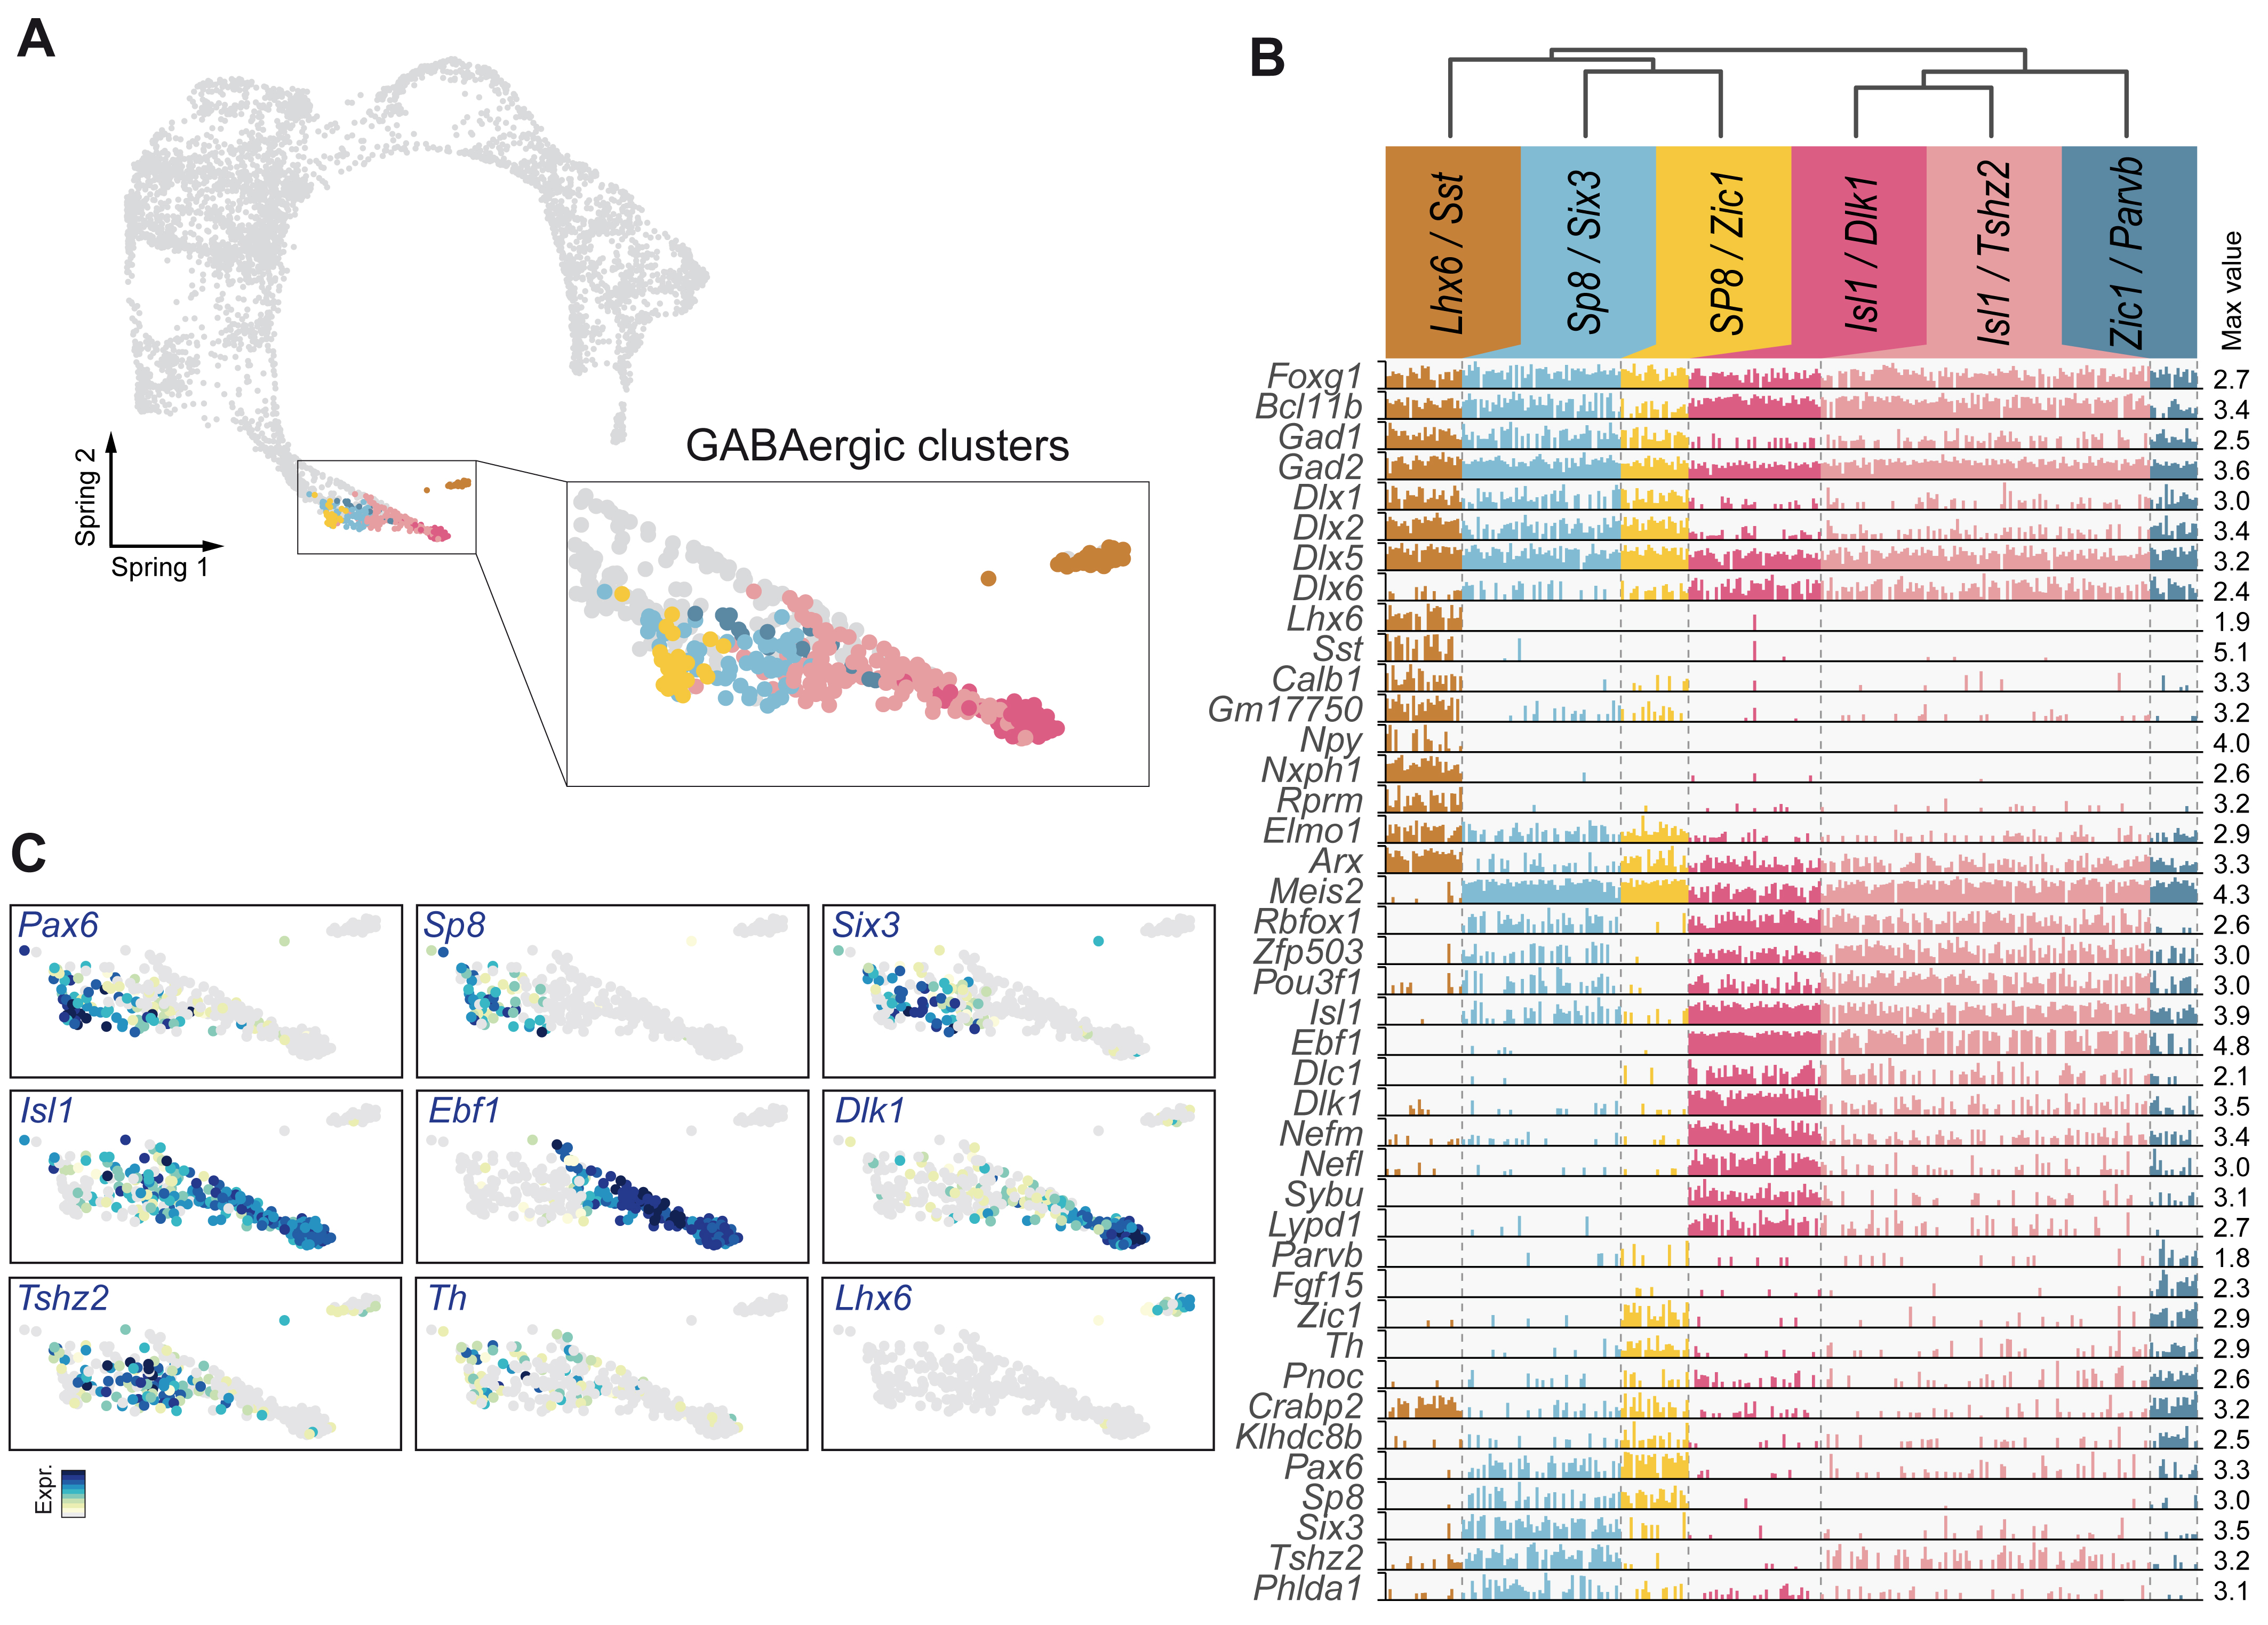 A
Spring 2
Spring 1
GABAergic clusters
B
Lhx6 / Sst
Sp8 / Six3
SP8 / Zic1
Isl1 / Dlk1
Isl1 / Tshz2
Zic1 / Parvb
Max value
Foxg1 2.7
Bcl11b 3.4
Gad1 2.5
Gad2 3.6
Dlx1 3.0
Dlx2 3.4
Dlx5 3.2
Dlx6 2.4
Lhx6 1.9
Sst 5.1
Calb1 3.3
Gm17750 3.2
Npy 4.0
Nxph1 2.6
Rprm 3.2
Elmo1 2.9
Arx 3.3
Meis2 4.3
Rbfox1 2.6
Zfp503 3.0
Pou3f1 3.0
Isl1 3.9
Ebf1 4.8
Dlc1 2.1
Dlk1 3.5
Nefm 3.4
Nefl 3.0
Sybu 3.1
Lypd1 2.7
Parvb 1.8
Fgf15 2.3
Zic1 2.9
Th 2.9
Pnoc 2.6
Crabp2 3.2
Klhdc8b 2.5
Pax6 3.3
Sp8 3.0
Six3 3.5
Tshz2 3.2
Phlda1 3.1
C
Pax6
Sp8
Six3
Isl1
Ebf1
Dlk1
Tshz2
Th
Lhx6
Expr.